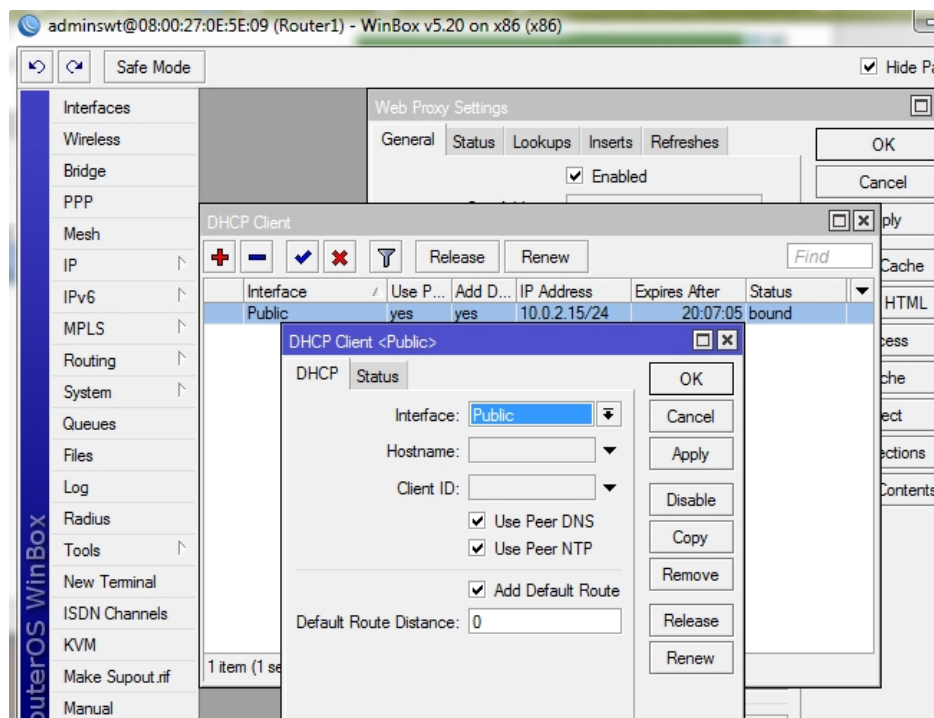 adminswt@08:00:27:0E:5E:09 (Router1) - WinBox v5.20 on x86 (x86)
Safe Mode
Hide Pa
Interfaces
Wireless
Bridge
PPP
Mesh
IP
IPv6
MPLS
Routing
System
Queues
Files
Log
Radius
Tools
New Terminal
ISDN Channels
KVM
Make Supout.rif
Manual
outerOS WinBox
Web Proxy Settings
General Status Lookups Inserts Refreshes
Enabled
OK
Cancel
ply
Cache
HTML
cess
che
ect
ections
Contents
DHCP Client
Release Renew Find
Interface Use P... Add D... IP Address Expires After Status
Public yes yes 10.0.2.15/24 20:07:05 bound
1 item (1 se
DHCP Client <Public>
DHCP Status
Interface: Public
Hostname:
Client ID:
Use Peer DNS
Use Peer NTP
Add Default Route
Default Route Distance: 0
OK
Cancel
Apply
Disable
Copy
Remove
Release
Renew